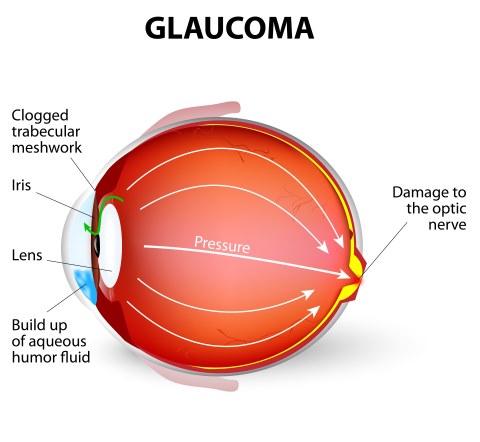 GLAUCOMA
Clogged
trabecular
meshwork
Iris
Lens
Build up
of aqueous
humor fluid
Pressure
Damage to
the optic
nerve